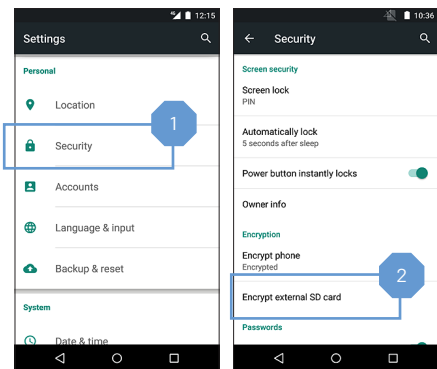 12:15
Settings
Personal
Location
1
Security
Accounts
Language & input
Backup & reset
System
Date & time
10:36
Security
Screen security
Screen lock
PIN
Automatically lock
5 seconds after sleep
Power button instantly locks
Owner info
Encryption
Encrypt phone
Encrypted
2
Encrypt external SD card
Passwords